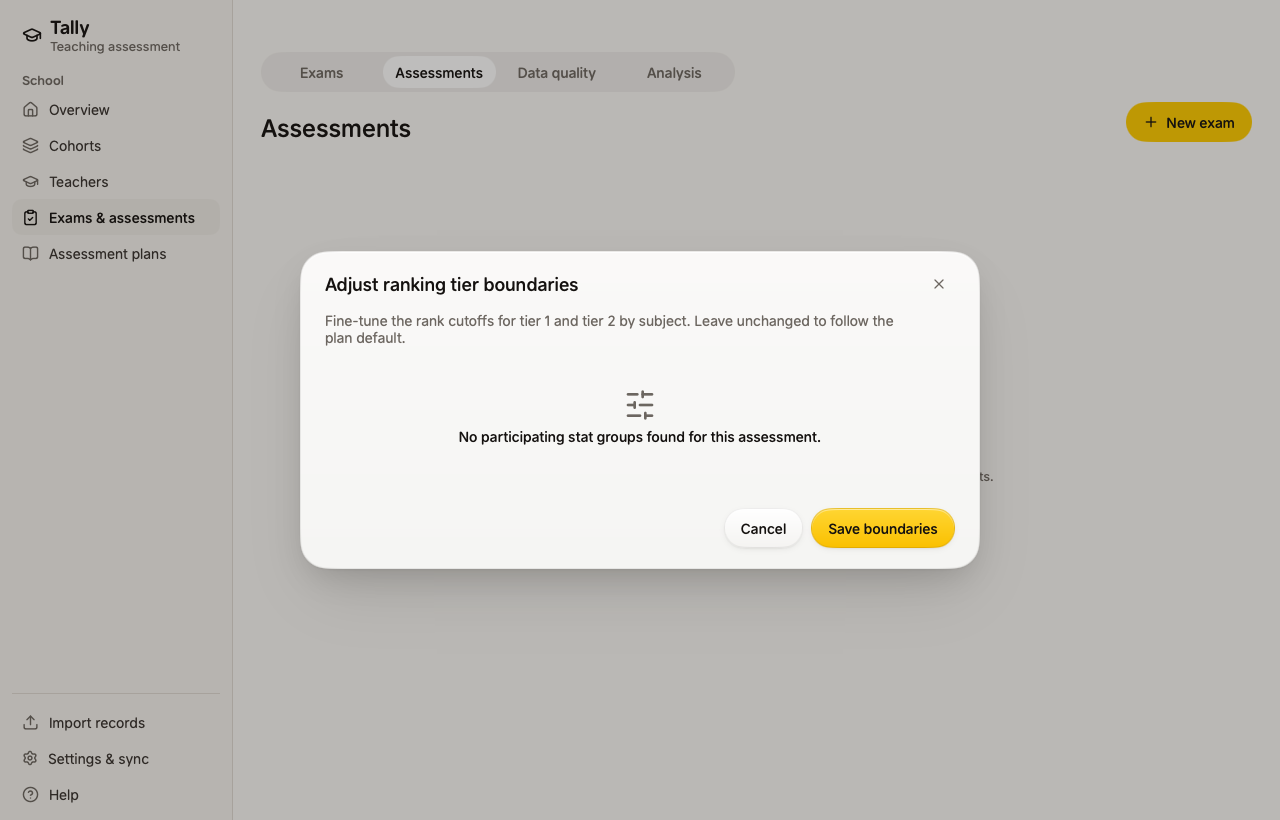 Tally
Teaching assessment
School
Overview
Cohorts
Teachers
Exams & assessments
Assessment plans
Import records
Settings & sync
Help
Exams
Assessments
Data quality
Analysis
Assessments
New exam
Adjust ranking tier boundaries
Fine-tune the rank cutoffs for tier 1 and tier 2 by subject. Leave unchanged to follow the
plan default.
No participating stat groups found for this assessment.
Cancel
Save boundaries